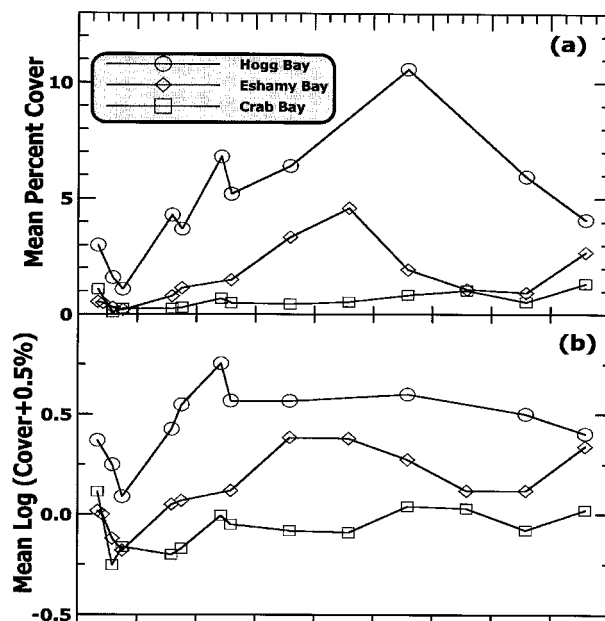 (a)
Hogg Bay
Eshamy Bay
Crab Bay
Mean Percent Cover
10
5
0
(b)
Mean Log (Cover+0.5%)
0.5
0.0
-0.5